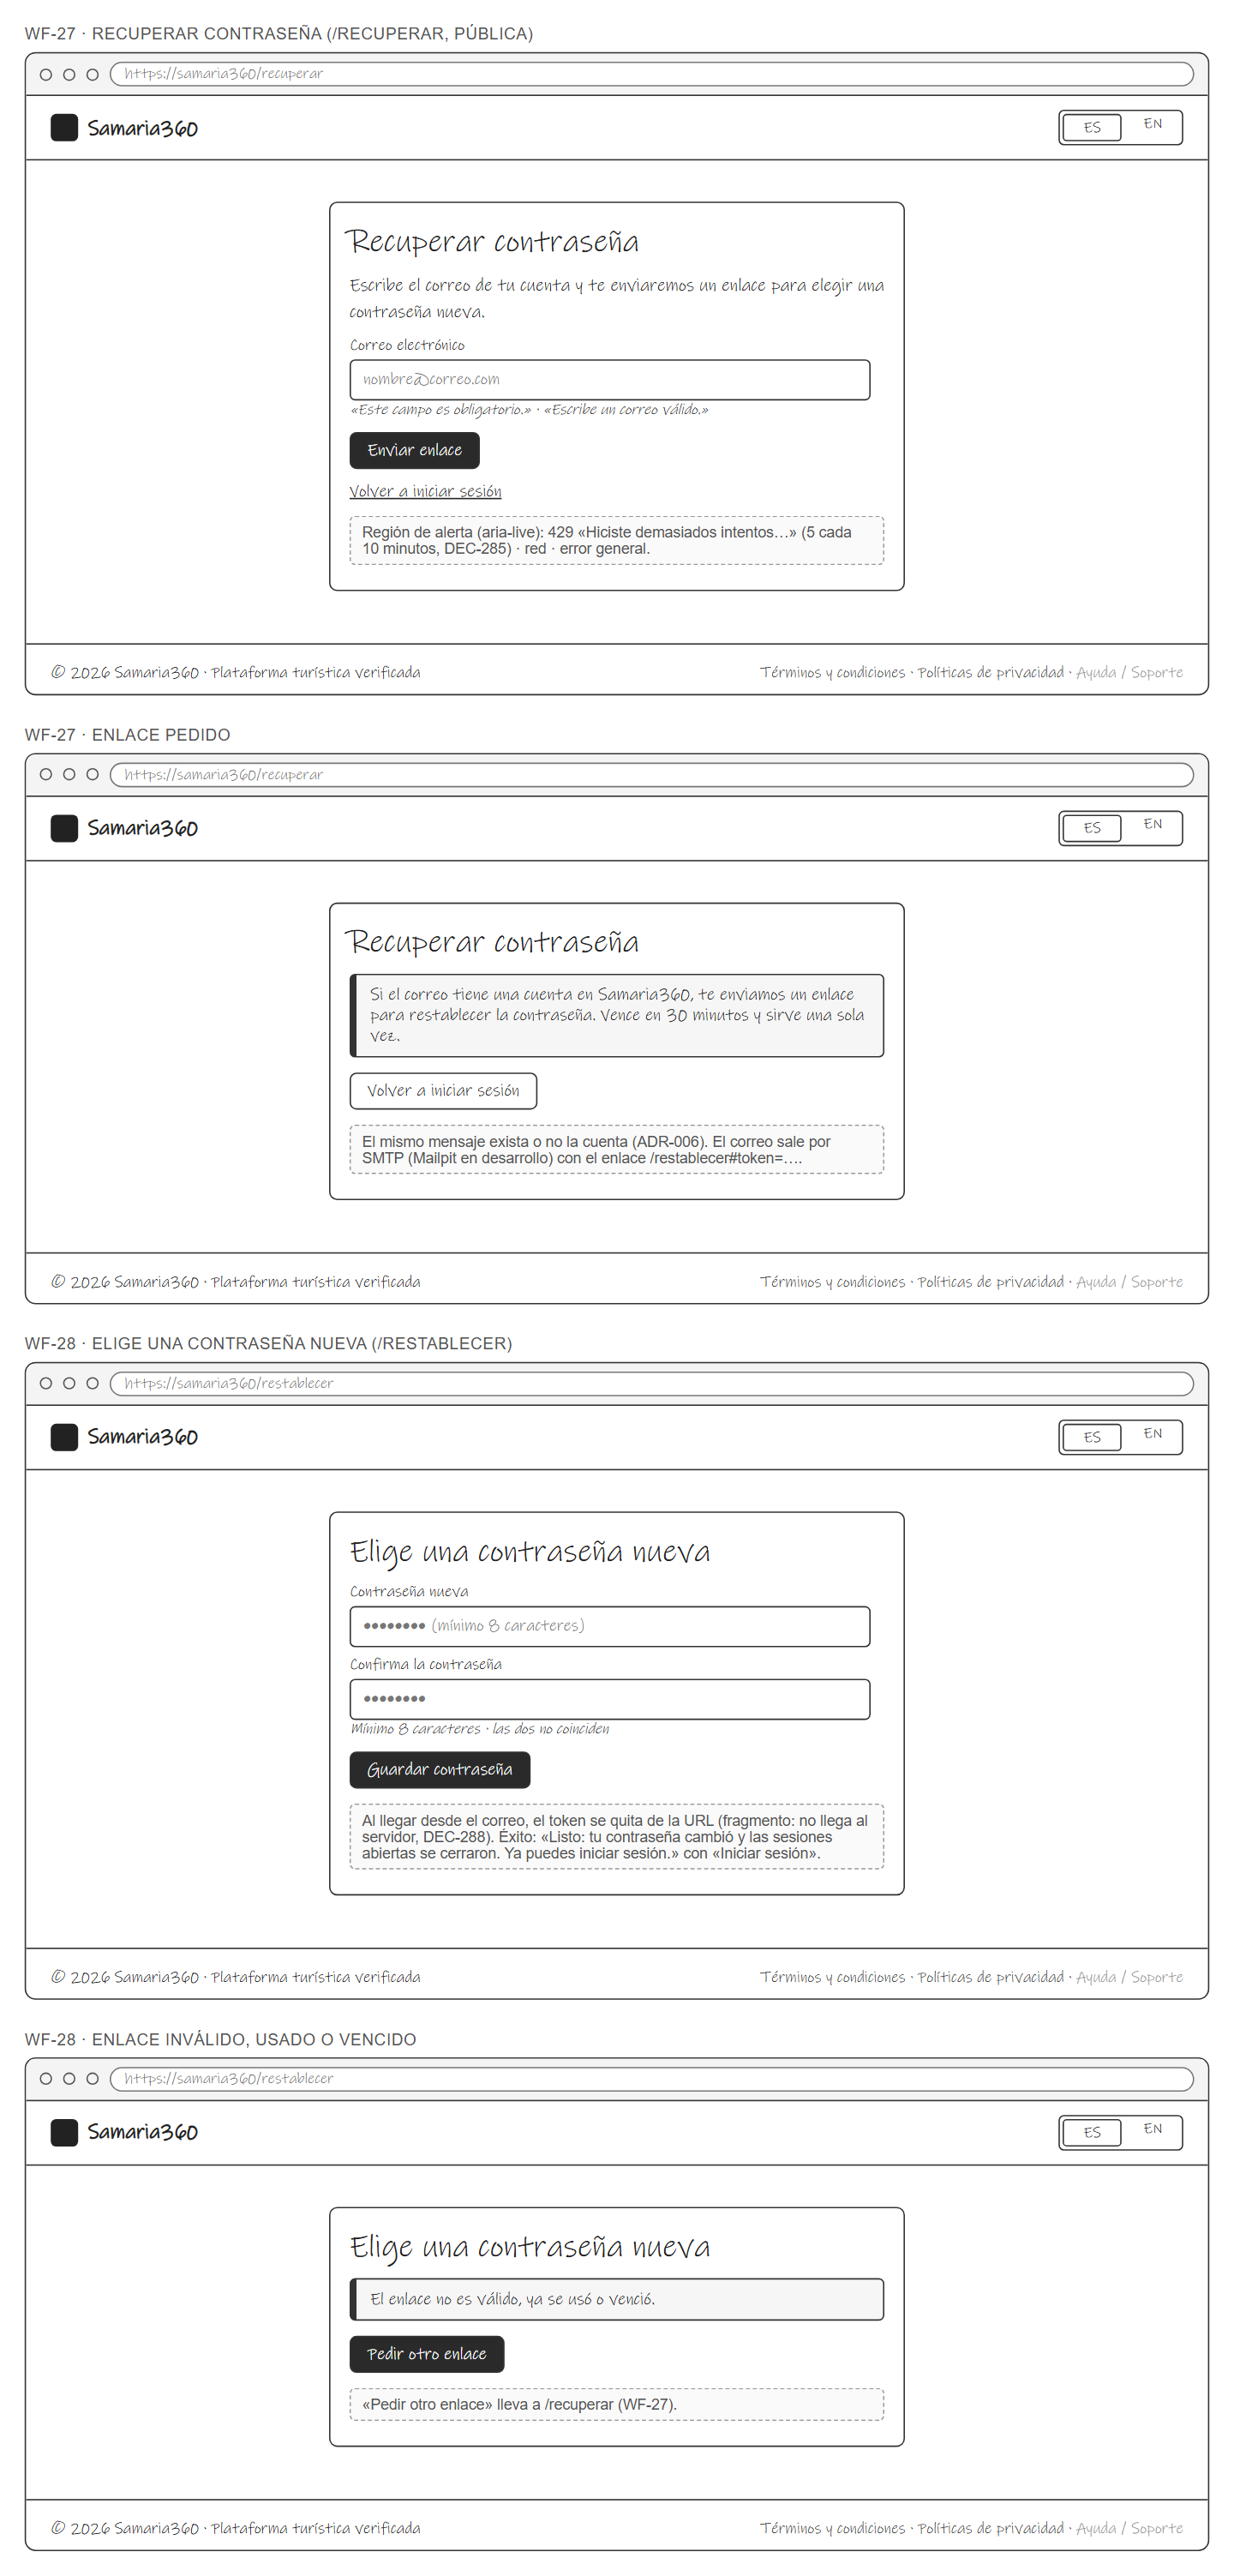 WF-27 · RECUPERAR CONTRASEÑA (/RECUPERAR, PÚBLICA)
https://samaria360/recuperar
Samaria360
ES EN
Recuperar contraseña
Escribe el correo de tu cuenta y te enviaremos un enlace para elegir una
contraseña nueva.
Correo electrónico
nombre@correo.com
«Este campo es obligatorio.» · «Escribe un correo válido.»
Enviar enlace
Volver a iniciar sesión
Región de alerta (aria-live): 429 «Hiciste demasiados intentos…» (5 cada
10 minutos, DEC-285) · red · error general.
© 2026 Samaria360 · Plataforma turística verificada
Términos y condiciones · Políticas de privacidad · Ayuda / Soporte
WF-27 · ENLACE PEDIDO
https://samaria360/recuperar
Samaria360
ES EN
Recuperar contraseña
Si el correo tiene una cuenta en Samaria360, te enviamos un enlace
para restablecer la contraseña. Vence en 30 minutos y sirve una sola
vez.
Volver a iniciar sesión
El mismo mensaje exista o no la cuenta (ADR-006). El correo sale por
SMTP (Mailpit en desarrollo) con el enlace /restablecer#token=….
© 2026 Samaria360 · Plataforma turística verificada
Términos y condiciones · Políticas de privacidad · Ayuda / Soporte
WF-28 · ELIGE UNA CONTRASEÑA NUEVA (/RESTABLECER)
https://samaria360/restablecer
Samaria360
ES EN
Elige una contraseña nueva
Contraseña nueva
•••••••• (mínimo 8 caracteres)
Confirma la contraseña
••••••••
Mínimo 8 caracteres · las dos no coinciden
Guardar contraseña
Al llegar desde el correo, el token se quita de la URL (fragmento: no llega al
servidor, DEC-288). Éxito: «Listo: tu contraseña cambió y las sesiones
abiertas se cerraron. Ya puedes iniciar sesión.» con «Iniciar sesión».
© 2026 Samaria360 · Plataforma turística verificada
Términos y condiciones · Políticas de privacidad · Ayuda / Soporte
WF-28 · ENLACE INVÁLIDO, USADO O VENCIDO
https://samaria360/restablecer
Samaria360
ES EN
Elige una contraseña nueva
El enlace no es válido, ya se usó o venció.
Pedir otro enlace
«Pedir otro enlace» lleva a /recuperar (WF-27).
© 2026 Samaria360 · Plataforma turística verificada
Términos y condiciones · Políticas de privacidad · Ayuda / Soporte